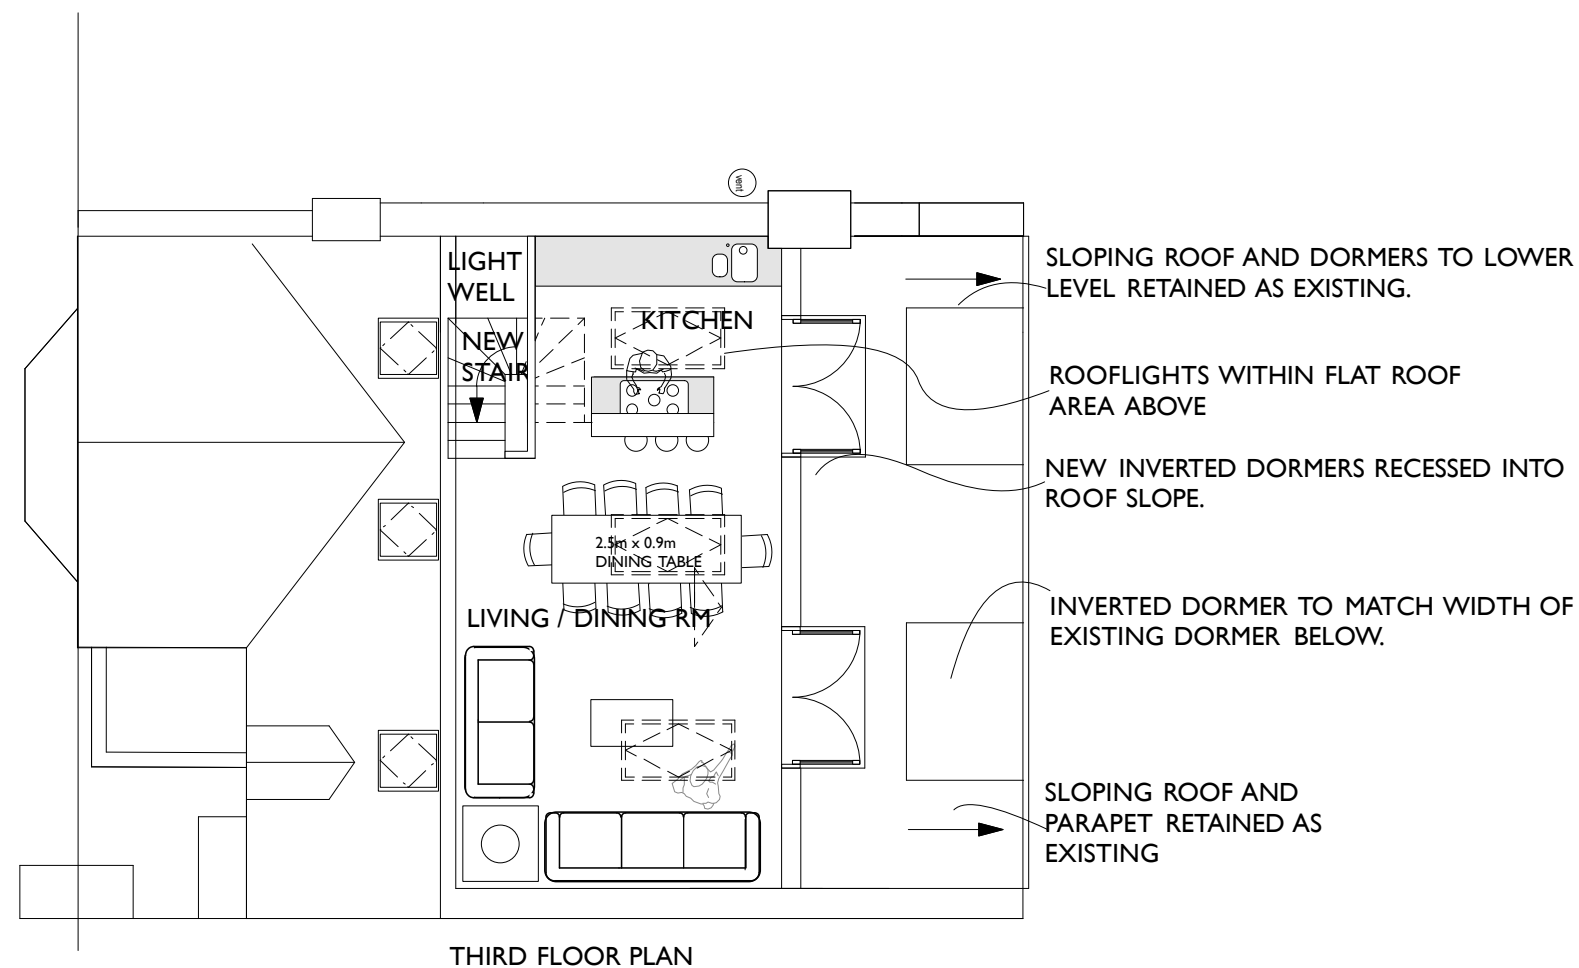 vent
LIGHT
WELL
SLOPING ROOF AND DORMERS TO LOWER
LEVEL RETAINED AS EXISTING.
KITCHEN
NEW
STAIR
ROOFLIGHTS WITHIN FLAT ROOF
AREA ABOVE
NEW INVERTED DORMERS RECESSED INTO
ROOF SLOPE.
2.5m x 0.9m
DINING TABLE
LIVING / DINING RM
INVERTED DORMER TO MATCH WIDTH OF
EXISTING DORMER BELOW.
SLOPING ROOF AND
PARAPET RETAINED AS
EXISTING
THIRD FLOOR PLAN